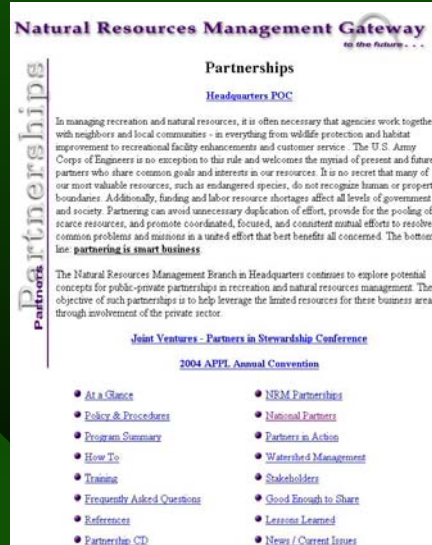 Natural Resources Management Gateway
to the future . . .
Partnerships
Partners
Partnerships
Headquarters POC
In managing recreation and natural resources, it is often necessary that agencies work togethe
with neighbors and local communities - in everything from wildlife protection and habitat
improvement to recreational facility enhancements and customer service . The U.S. Army
Corps of Engineers is no exception to this rule and welcomes the myriad of present and future
partners who share common goals and interests in our resources. It is no secret that many of
our most valuable resources, such as endangered species, do not recognize human or propert
boundaries. Additionally, funding and labor resource shortages affect all levels of government
and society. Partnering can avoid unnecessary duplication of effort, provide for the pooling of
scarce resources, and promote coordinated, focused, and consistent mutual efforts to resolve
common problems and missions in a united effort that best benefits all concerned. The bottom
line: partnering is smart business.
The Natural Resources Management Branch in Headquarters continues to explore potential
concepts for public-private partnerships in recreation and natural resources management. The
objective of such partnerships is to help leverage the limited resources for these business area
through involvement of the private sector.
Joint Ventures - Partners in Stewardship Conference
2004 APPL Annual Convention
At a Glance
Policy & Procedures
Program Summary
How To
Training
Frequently Asked Questions
References
Partnership CD
NRM Partnerships
National Partners
Partners in Action
Watershed Management
Stakeholders
Good Enough to Share
Lessons Learned
News / Current Issues